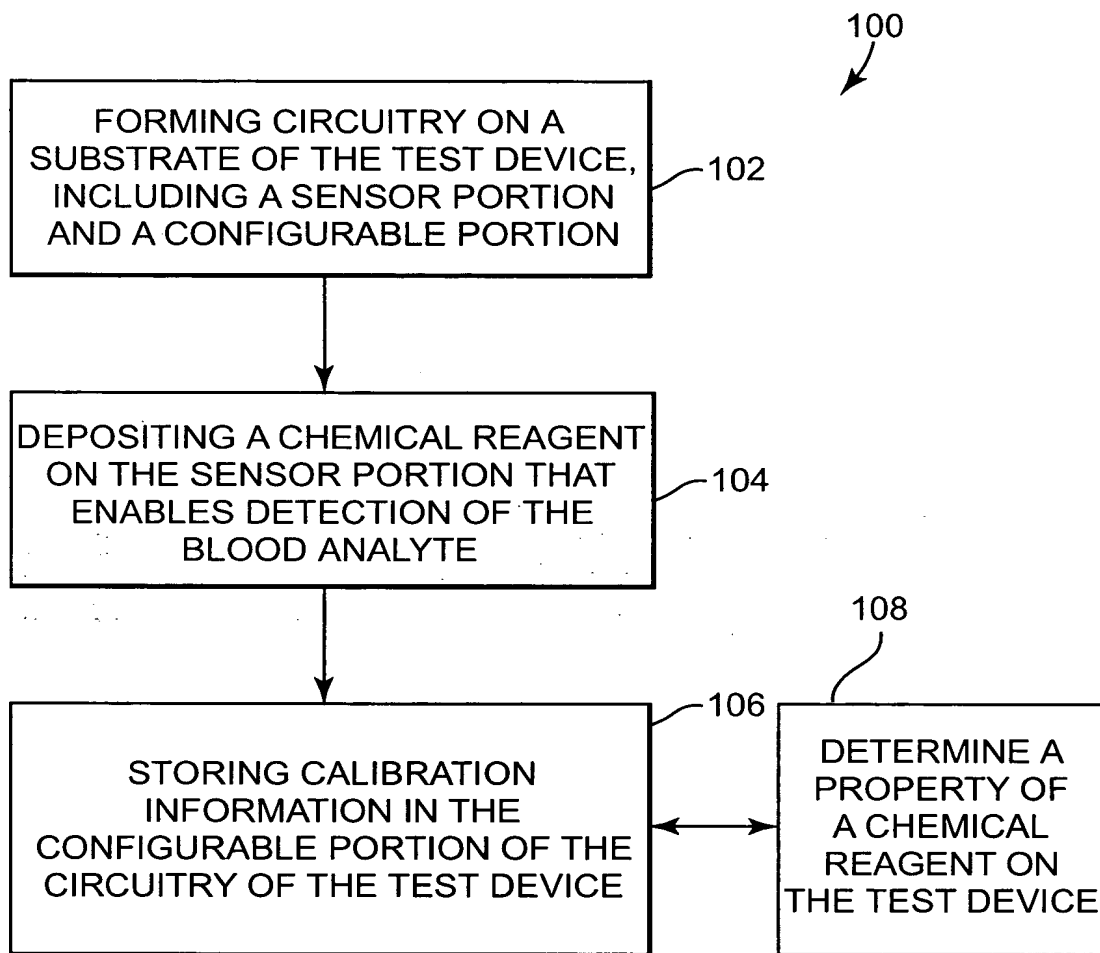 100
FORMING CIRCUITRY ON A
SUBSTRATE OF THE TEST DEVICE,
INCLUDING A SENSOR PORTION
AND A CONFIGURABLE PORTION
102
DEPOSITING A CHEMICAL REAGENT
ON THE SENSOR PORTION THAT
ENABLES DETECTION OF THE
BLOOD ANALYTE
104
STORING CALIBRATION
INFORMATION IN THE
CONFIGURABLE PORTION OF THE
CIRCUITRY OF THE TEST DEVICE
106
108
DETERMINE A
PROPERTY OF
A CHEMICAL
REAGENT ON
THE TEST DEVICE